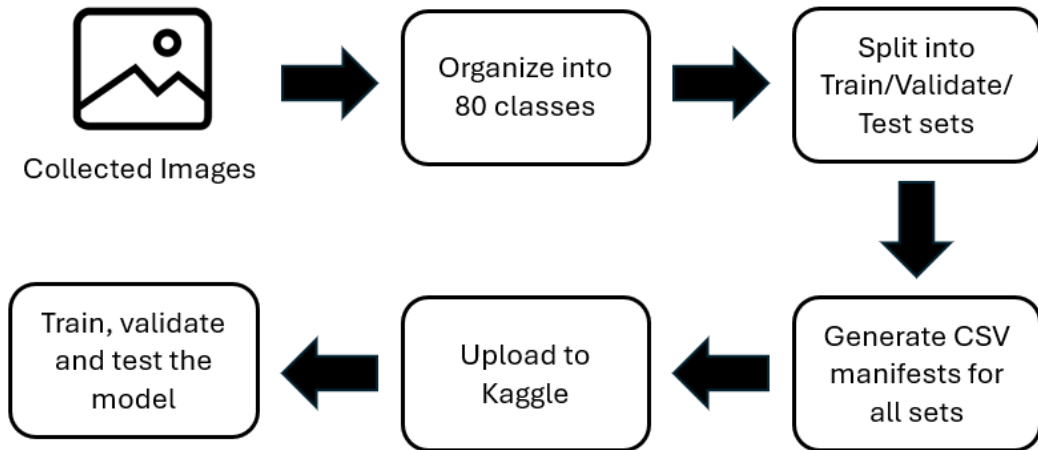 Collected Images
Organize into
80 classes
Split into
Train/Validate/
Test sets
Generate CSV
manifests for
all sets
Upload to
Kaggle
Train, validate
and test the
model